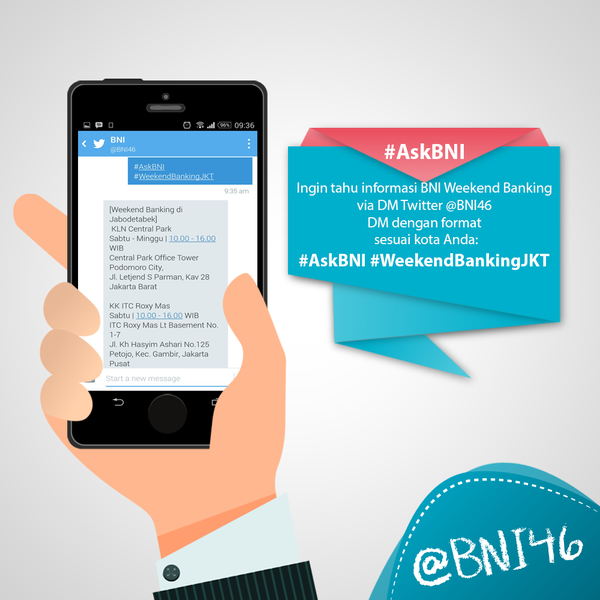 96% 09:36
BNI
@BNI46
#AskBNI
#WeekendBankingJKT
9:35 am
[Weekend Banking di
Jabodetabek]
KLN Central Park
Sabtu - Minggu | 10.00 - 16.00
WIB
Central Park Office Tower
Podomoro City,
Jl. Letjend S Parman, Kav 28
Jakarta Barat
KK ITC Roxy Mas
Sabtu | 10.00 - 16.00 WIB
ITC Roxy Mas Lt Basement No.
1-7
Jl. Kh Hasyim Ashari No.125
Petojo, Kec. Gambir, Jakarta
Pusat
Start a new message
#AskBNI
Ingin tahu informasi BNI Weekend Banking
via DM Twitter @BNI46
DM dengan format
sesuai kota Anda:
#AskBNI #WeekendBankingJKT
@BNI46